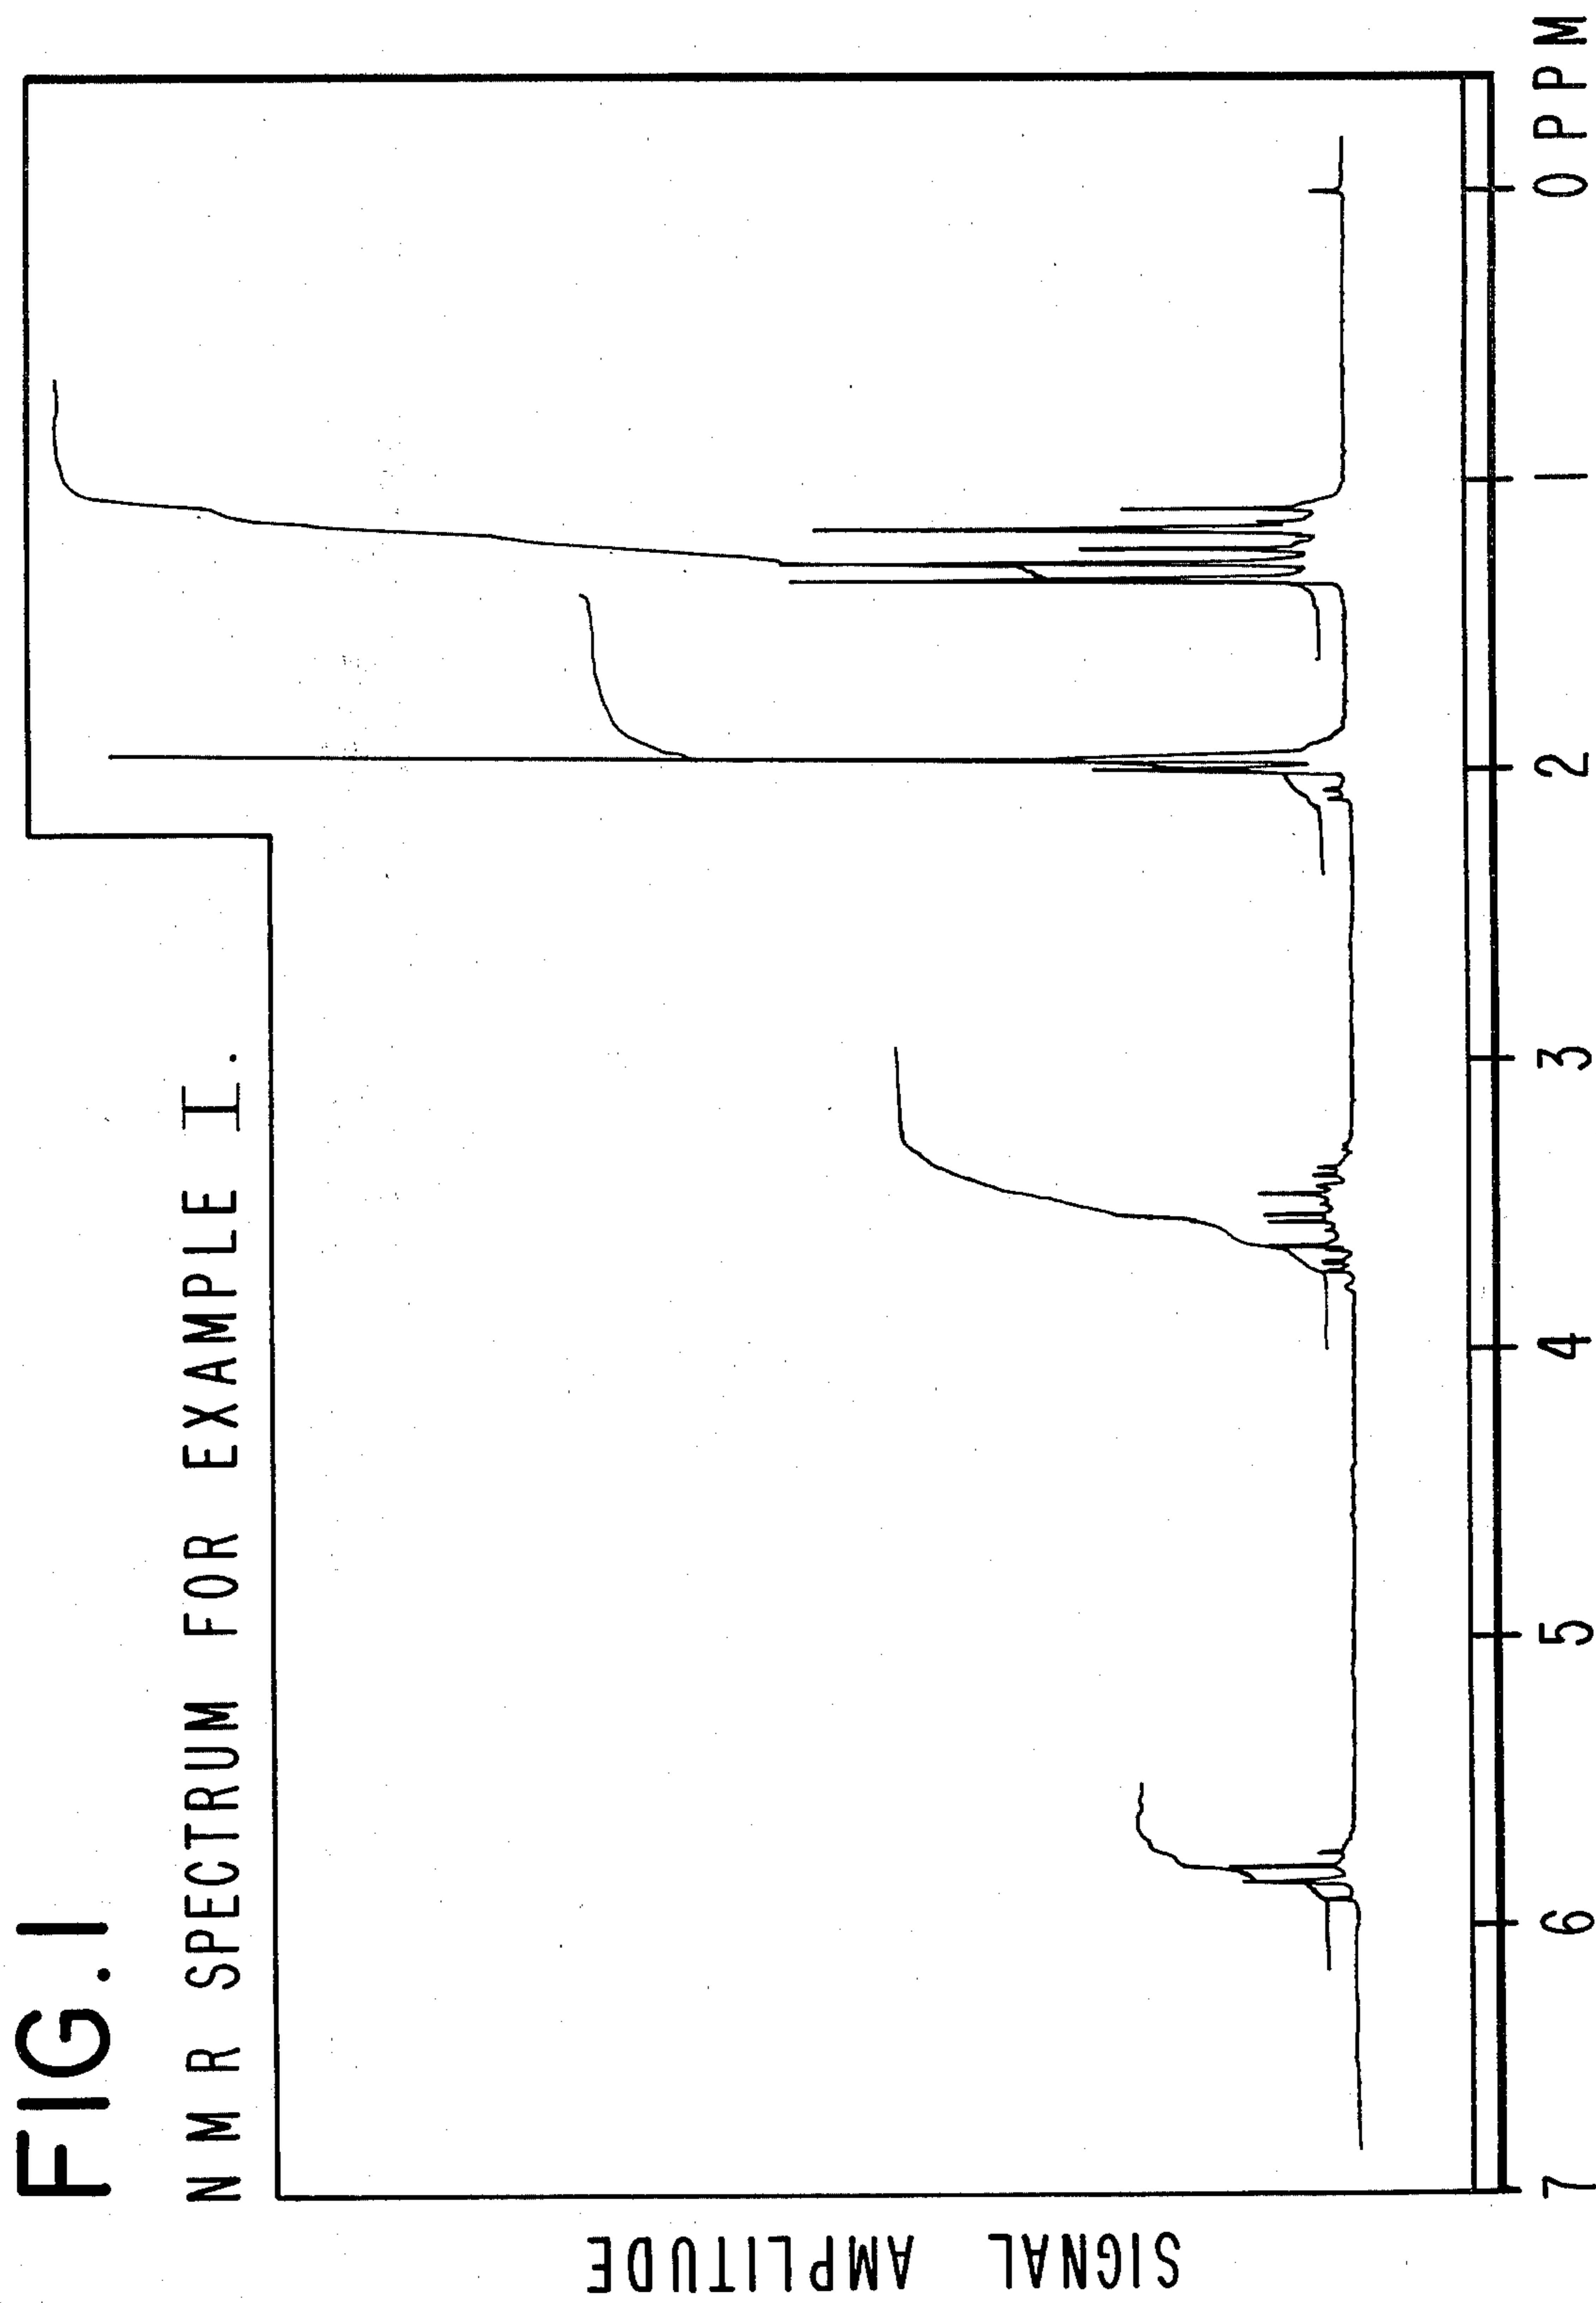 FIG.1
NMR SPECTRUM FOR EXAMPLE I.
SIGNAL AMPLITUDE
7 6 5 4 3 2 1 0 PPM